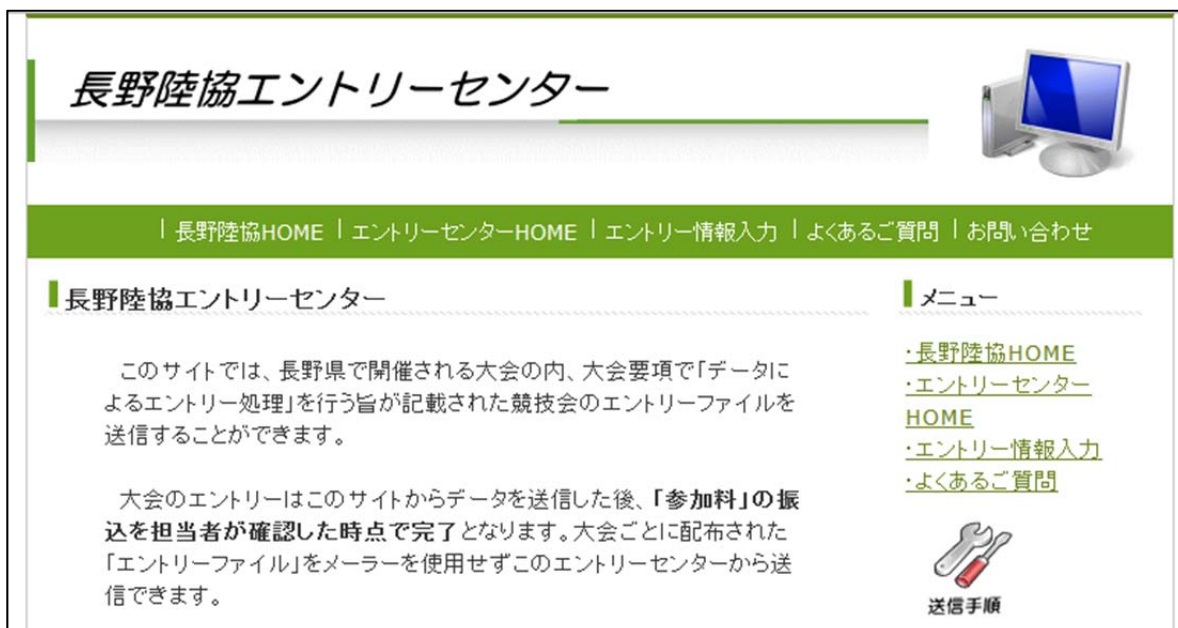 長野陸協エントリーセンター
| 長野陸協HOME | エントリーセンターHOME | エントリー情報入力 | よくあるご質問 | お問い合わせ
長野陸協エントリーセンター
このサイトでは、長野県で開催される大会の内、大会要項で「データに
よるエントリー処理」を行う旨が記載された競技会のエントリーファイルを
送信することができます。
大会のエントリーはこのサイトからデータを送信した後、「参加料」の振
込を担当者が確認した時点で完了となります。大会ごとに配布された
「エントリーファイル」をメーラーを使用せずこのエントリーセンターから送
信できます。
メニュー
・長野陸協HOME
・エントリーセンター
HOME
・エントリー情報入力
・よくあるご質問
送信手順